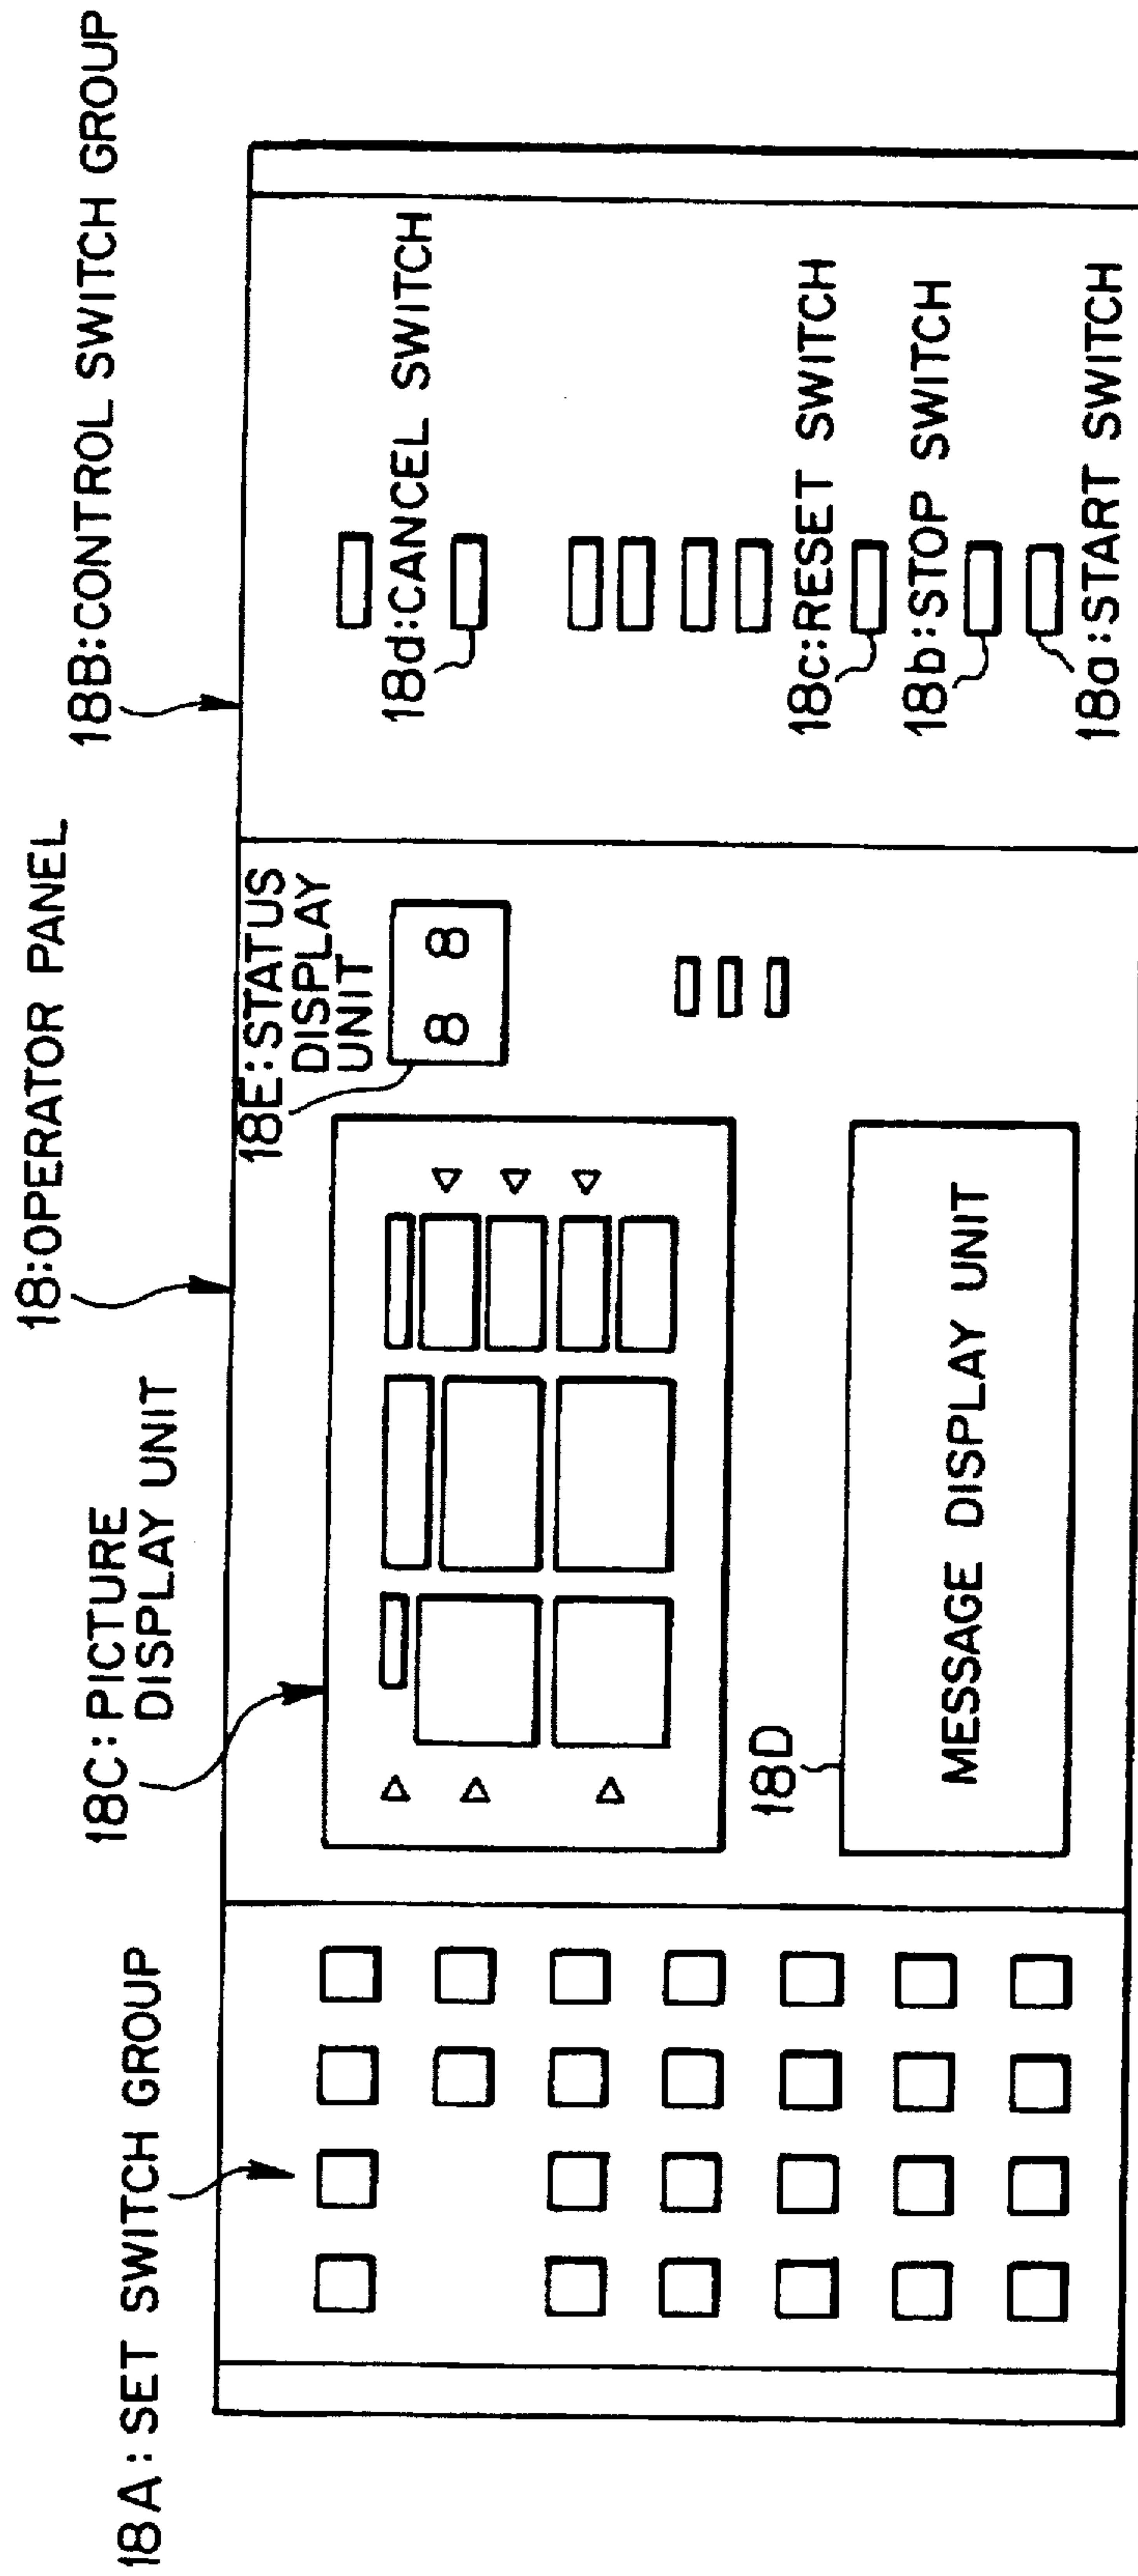 18:OPERATOR PANEL
18A:SET SWITCH GROUP
18C:PICTURE
DISPLAY UNIT
18B:CONTROL SWITCH GROUP
18E:STATUS
DISPLAY
UNIT
8 8
18d:CANCEL SWITCH
18D
MESSAGE DISPLAY UNIT
18c:RESET SWITCH
18b:STOP SWITCH
18a:START SWITCH